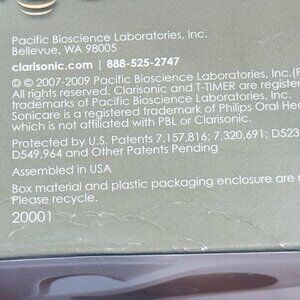 Pacific Bioscience Laboratories, Inc.
Bellevue, WA 98005
clarisonic.com | 888-525-2747
© 2007-2009 Pacific Bioscience Laboratories, Inc.
All rights reserved. Clarisonic and T-TIMER are
trademarks of Pacific Bioscience Laboratories, Inc.
Sonicare is a registered trademark of Philips Oral
which is not affiliated with PBL or Clarisonic.
Protected by U.S. Patents 7,157,816; 7,320,691;
D549,964 and Other Patents Pending
Assembled in USA
Box material and plastic packaging enclosure are
Please recycle.
20001